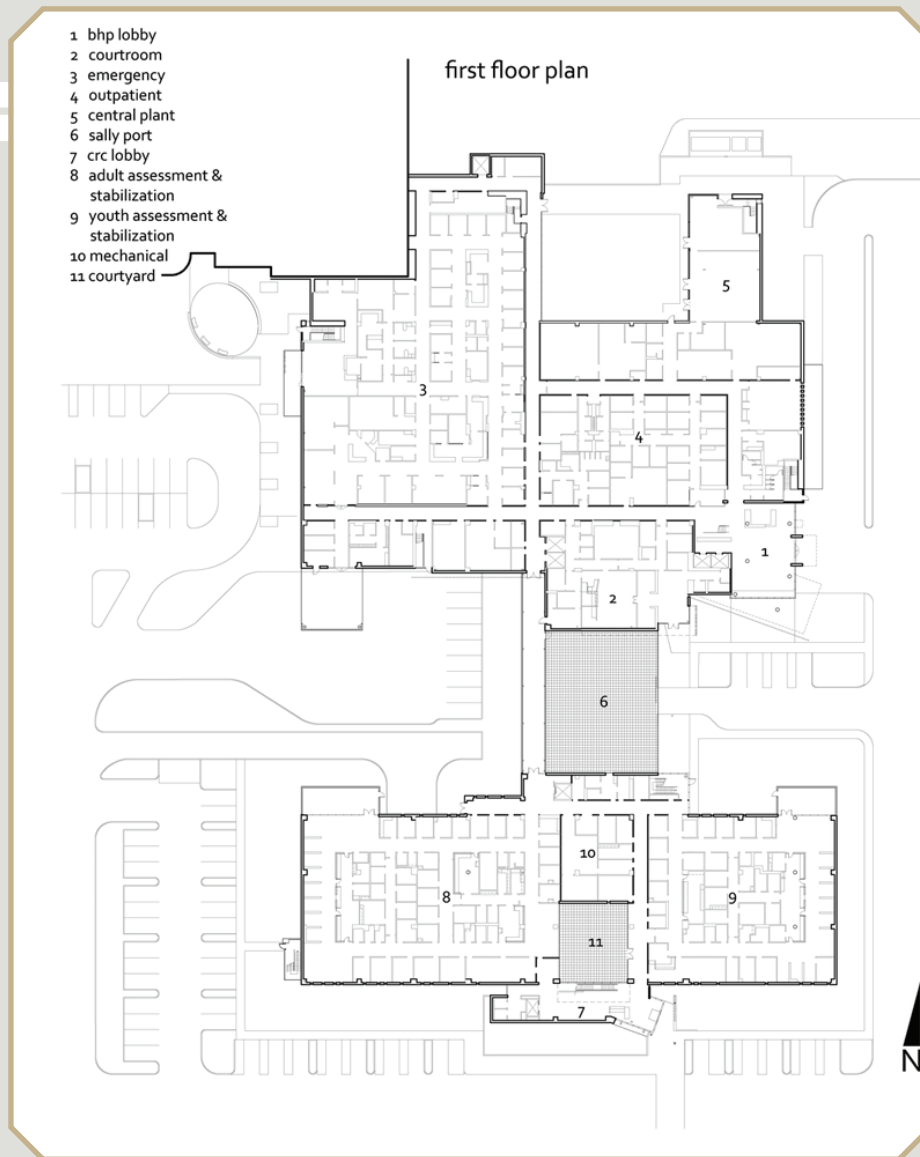 1 bhp lobby
2 courtroom
3 emergency
4 outpatient
5 central plant
6 sally port
7 crc lobby
8 adult assessment &
stabilization
9 youth assessment &
stabilization
10 mechanical
11 courtyard
first floor plan
5
3
4
1
2
6
10
8
9
11
7
N